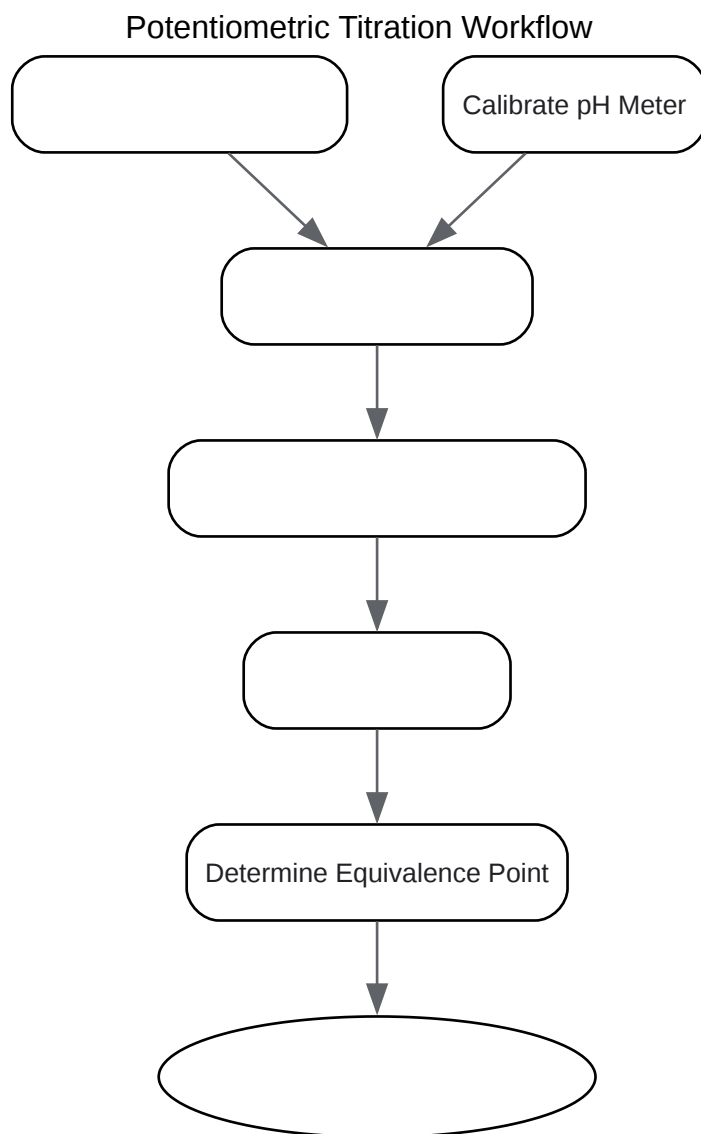 Potentiometric Titration Workflow
Calibrate pH Meter
Determine Equivalence Point